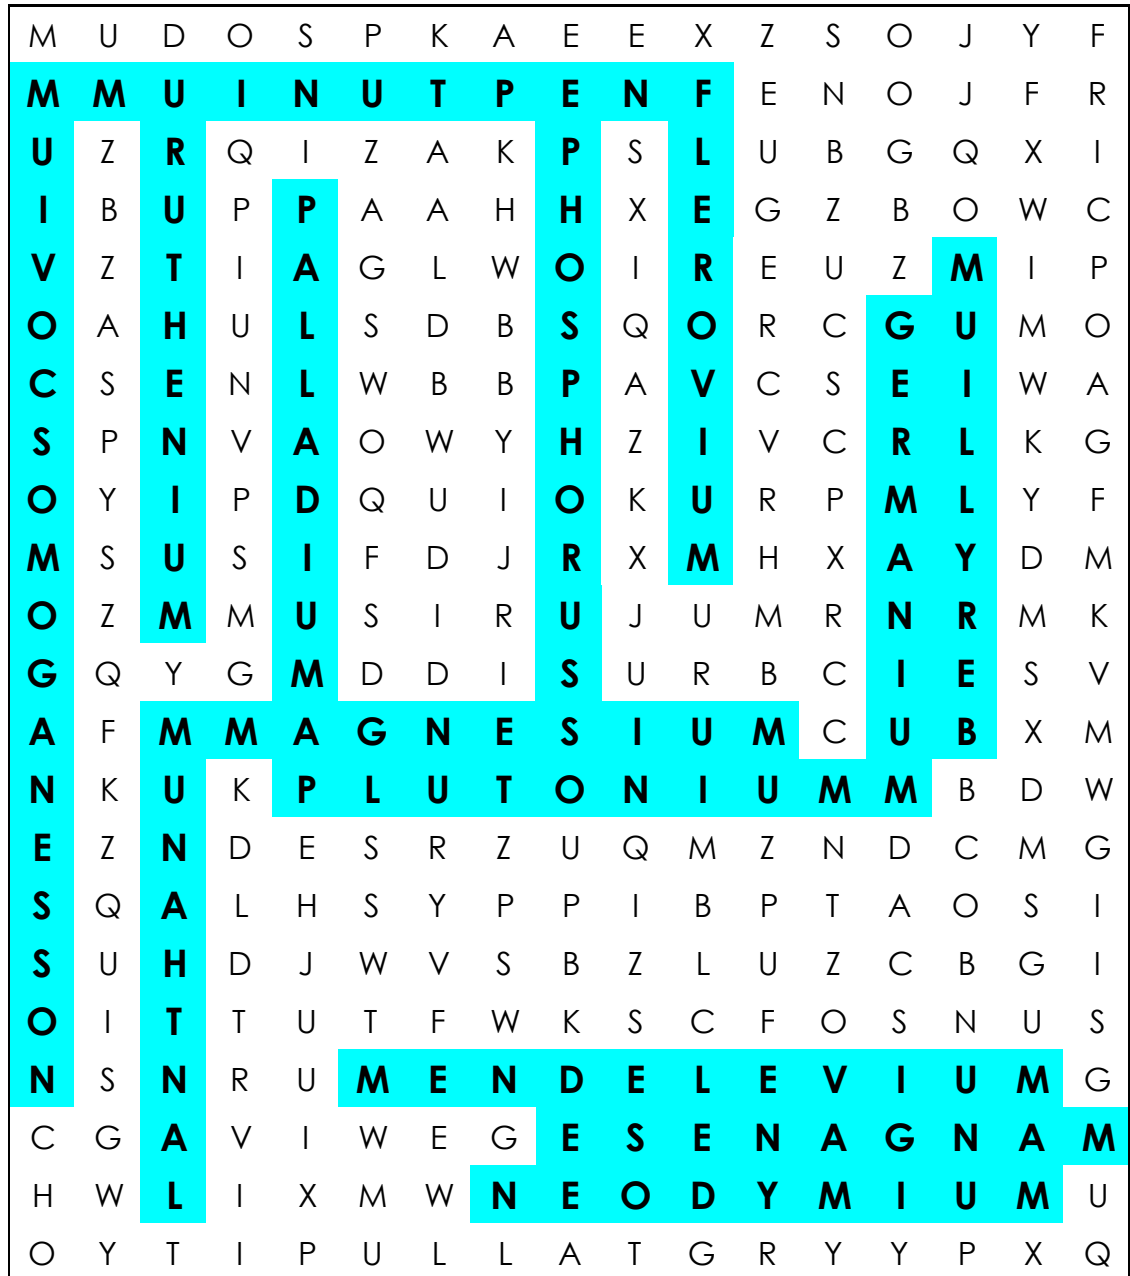 M U D O S P K A E E X Z S O J Y F
M M U I N U T P E N F E N O J F R
U Z R Q I Z A K P S L U B G Q X I
I B U P P A A H H X E G Z B O W C
V Z T I A G L W O I R E U Z M I P
O A H U L S D B S Q O R C G U M O
C S E N L W B B P A V C S E I W A
S P N V A O W Y H Z I V C R L K G
O Y I P D Q U I O K U R P M L Y F
M S U S I F D J R X M H X A Y D M
O Z M M U S I R U J U M R N R M K
G Q Y G M D D I S U R B C I E S V
A F M M A G N E S I U M C U B X M
N K U K P L U T O N I U M M B D W
E Z N D E S R Z U Q M Z N D C M G
S Q A L H S Y P P I B P T A O S I
S U H D J W V S B Z L U Z C B G I
O I T T U T F W K S C F O S N U S
N S N R U M E N D E L E V I U M G
C G A V I W E G E S E N A G N A M
H W L I X M W N E O D Y M I U M U
O Y T I P U L L A T G R Y Y P X Q